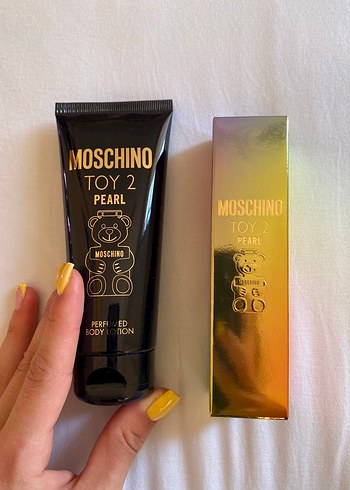 MOSCHINO
TOY 2
PEARL
MOSCHINO
PERFUMED
BODY LOTION
MOSCHINO
TOY 2
PEARL
MOSCHINO